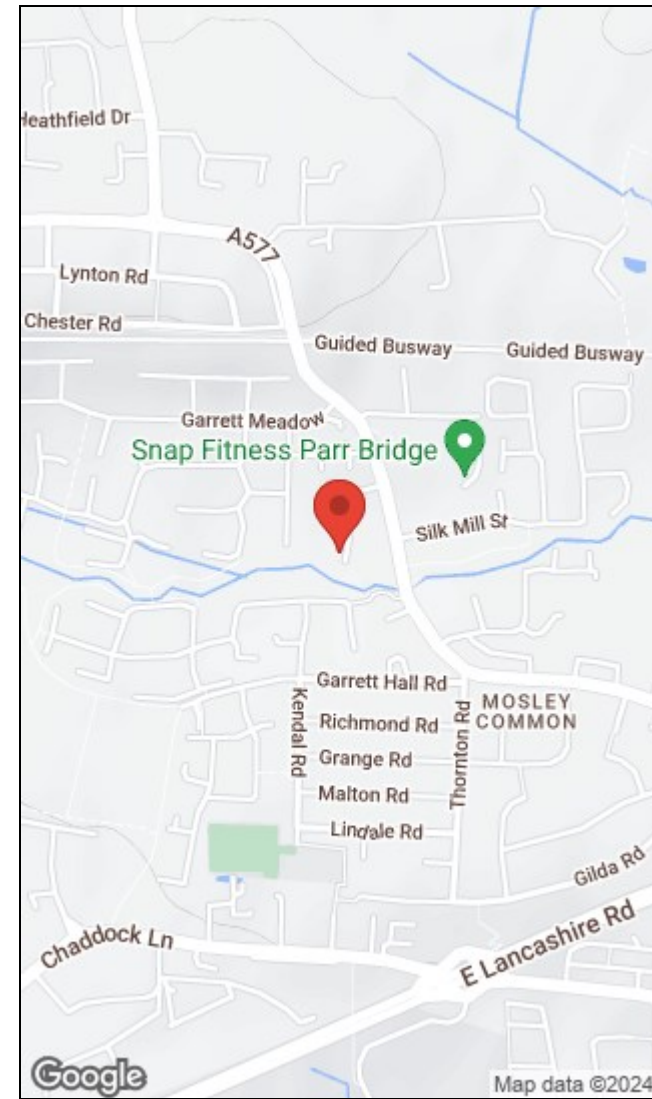 Heathfield Dr
A577
Lynton Rd
Chester Rd
Guided Busway
Guided Busway
Garrett Meadow
Snap Fitness Parr Bridge
Silk Mill St
Garrett Hall Rd
MOSLEY
COMMON
Kendal Rd
Richmond Rd
Thornton Rd
Grange Rd
Malton Rd
Lindale Rd
Gilda Rd
Chaddock Ln
E Lancashire Rd
Google
Map data ©2024